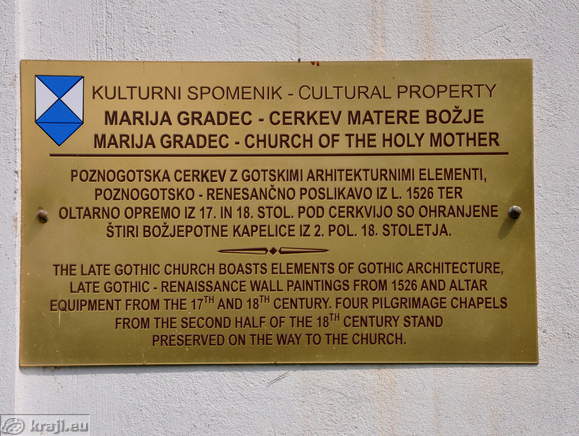 KULTURNI SPOMENIK - CULTURAL PROPERTY
MARIJA GRADEC - CERKEV MATERE BOŽJE
MARIJA GRADEC - CHURCH OF THE HOLY MOTHER
POZNOGOTSKA CERKEV Z GOTSKIMI ARHITEKTURNIMI ELEMENTI,
POZNOGOTSKO - RENESANČNO POSLIKAVO IZ L. 1526 TER
OLTARNO OPREMO IZ 17. IN 18. STOL. POD CERKVIJO SO OHRANJENE
ŠTIRI BOŽJEPOTNE KAPELICE IZ 2. POL. 18. STOLETJA.
THE LATE GOTHIC CHURCH BOASTS ELEMENTS OF GOTHIC ARCHITECTURE,
LATE GOTHIC - RENAISSANCE WALL PAINTINGS FROM 1526 AND ALTAR
EQUIPMENT FROM THE 17TH AND 18TH CENTURY. FOUR PILGRIMAGE CHAPELS
FROM THE SECOND HALF OF THE 18TH CENTURY STAND
PRESERVED ON THE WAY TO THE CHURCH.
kraji.eu